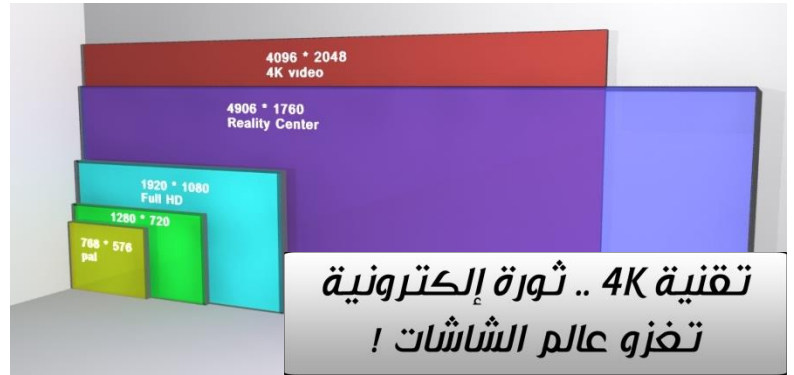 4096 * 2048
4K video
4906 * 1760
Reality Center
1920 * 1080
Full HD
1280 * 720
768 * 576
pal
تقنية 4K .. ثورة إلكترونية
تغزو عالم الشاشات !